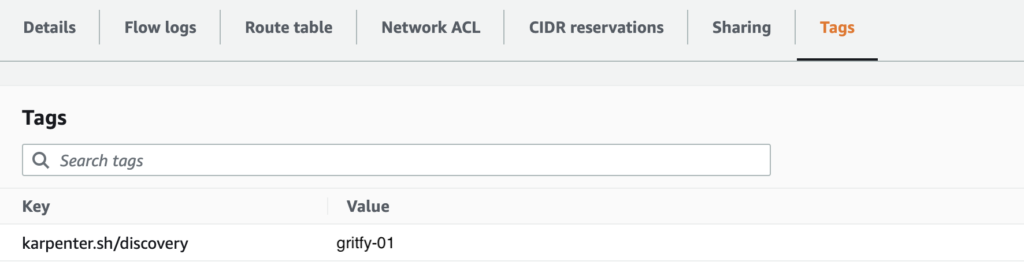 Details Flow logs Route table Network ACL CIDR reservations Sharing Tags
Tags
Search tags
Key Value
karpenter.sh/discovery gritfy-01